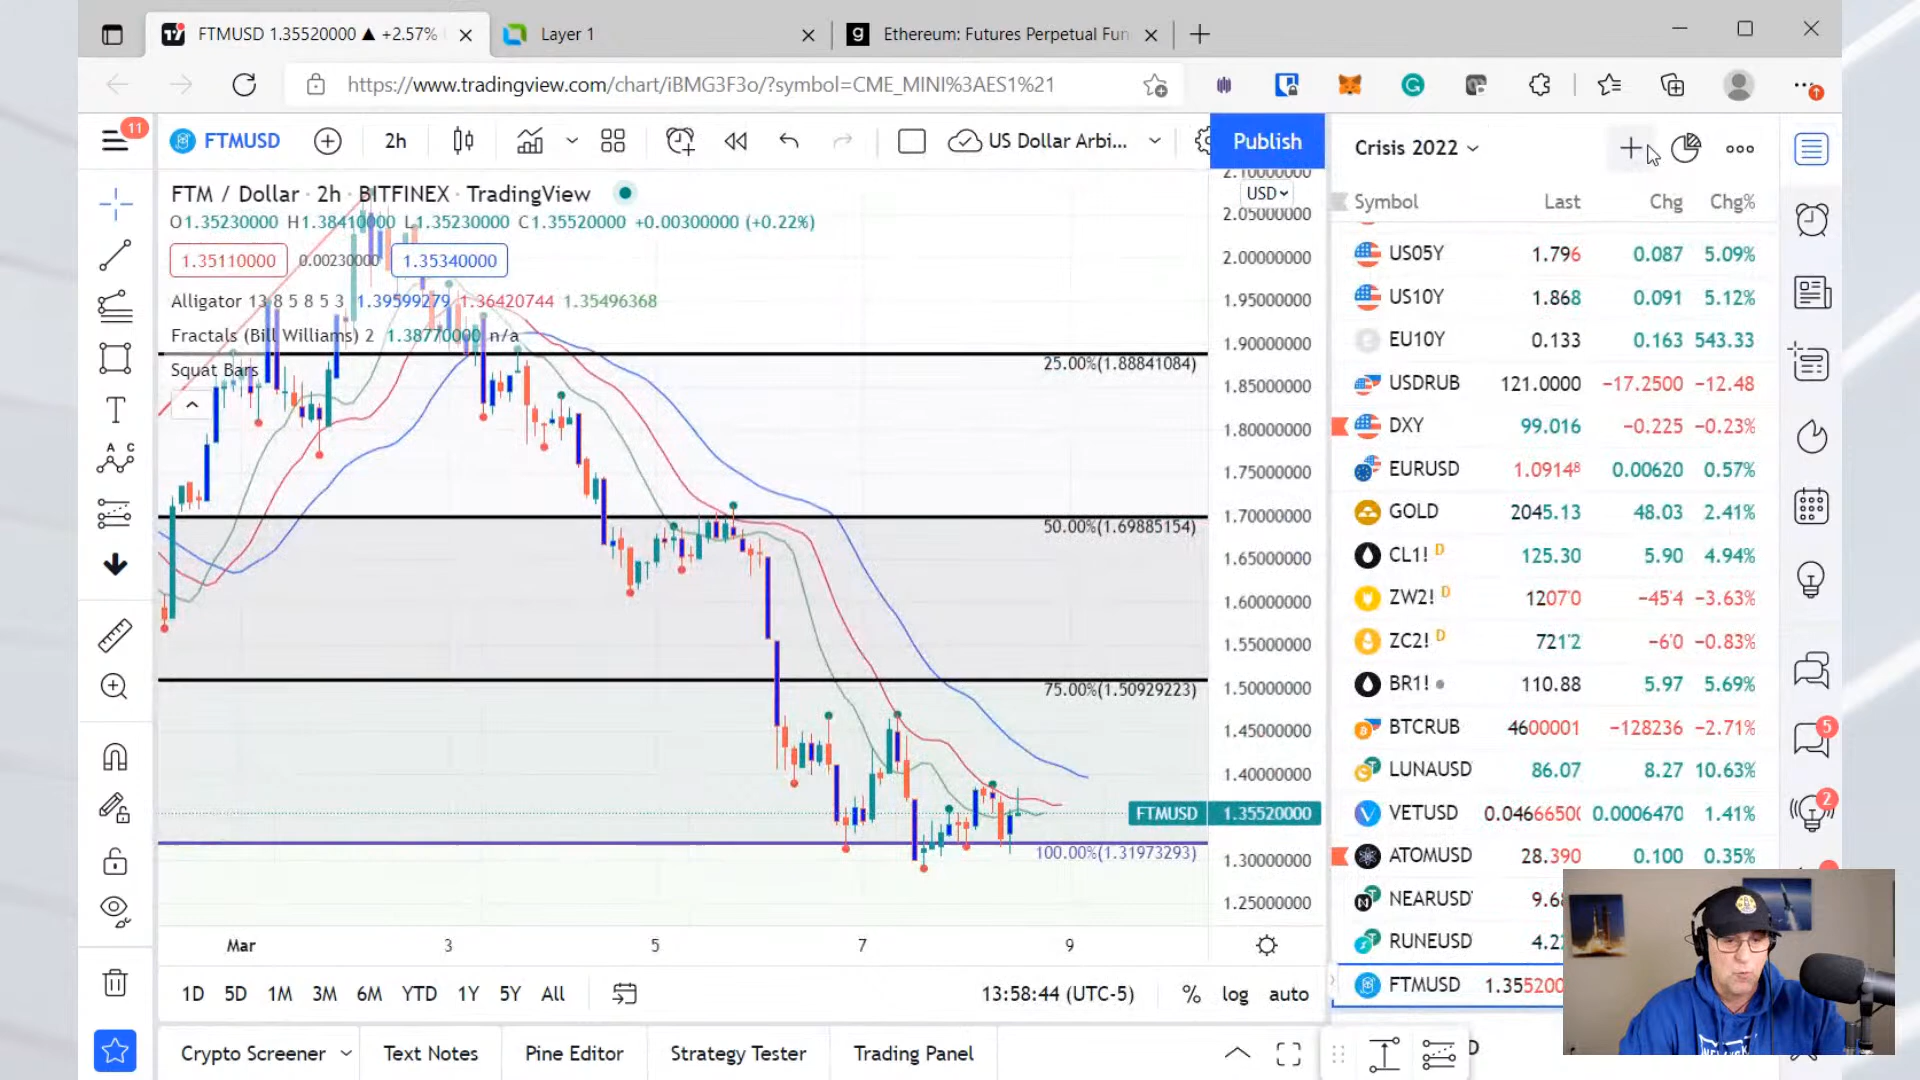 FTMUSD 1.35520000 ▲ +2.57%
Layer 1
Ethereum: Futures Perpetual Fun
https://www.tradingview.com/chart/iBMG3F3o/?symbol=CME_MINI%3AES1%21
11
FTMUSD
2h
US Dollar Arbi...
Publish
Crisis 2022
FTM / Dollar · 2h · BITFINEX · TradingView
USD
O1.35230000 H1.38410000 L1.35230000 C1.35520000 +0.00300000 (+0.22%)
1.35110000 0.00230000 1.35340000
Alligator 13 8 5 8 5 3 1.39599279 1.36420744 1.35496368
Fractals (Bill Williams) 2 1.38770000 n/a
Squat Bars
25.00%(1.88841084)
50.00%(1.69885154)
75.00%(1.50929223)
100.00%(1.31973293)
2.10000000
2.05000000
2.00000000
1.95000000
1.90000000
1.85000000
1.80000000
1.75000000
1.70000000
1.65000000
1.60000000
1.55000000
1.50000000
1.45000000
1.40000000
FTMUSD 1.35520000
1.30000000
1.25000000
Mar 3 5 7 9
Symbol Last Chg Chg%
US05Y 1.796 0.087 5.09%
US10Y 1.868 0.091 5.12%
EU10Y 0.133 0.163 543.33
USDRUB 121.0000 −17.2500 −12.48
DXY 99.016 −0.225 −0.23%
EURUSD 1.09148 0.00620 0.57%
GOLD 2045.13 48.03 2.41%
CL1! D 125.30 5.90 4.94%
ZW2! D 1207'0 −45'4 −3.63%
ZC2! D 721'2 −6'0 −0.83%
BR1! 110.88 5.97 5.69%
BTCRUB 4600001 −128236 −2.71%
LUNAUSD 86.07 8.27 10.63%
VETUSD 0.04666500 0.0006470 1.41%
ATOMUSD 28.390 0.100 0.35%
NEARUSD 9.6
RUNEUSD 4.2
FTMUSD 1.35520
5
2
1D 5D 1M 3M 6M YTD 1Y 5Y All
13:58:44 (UTC-5) % log auto
Crypto Screener Text Notes Pine Editor Strategy Tester Trading Panel